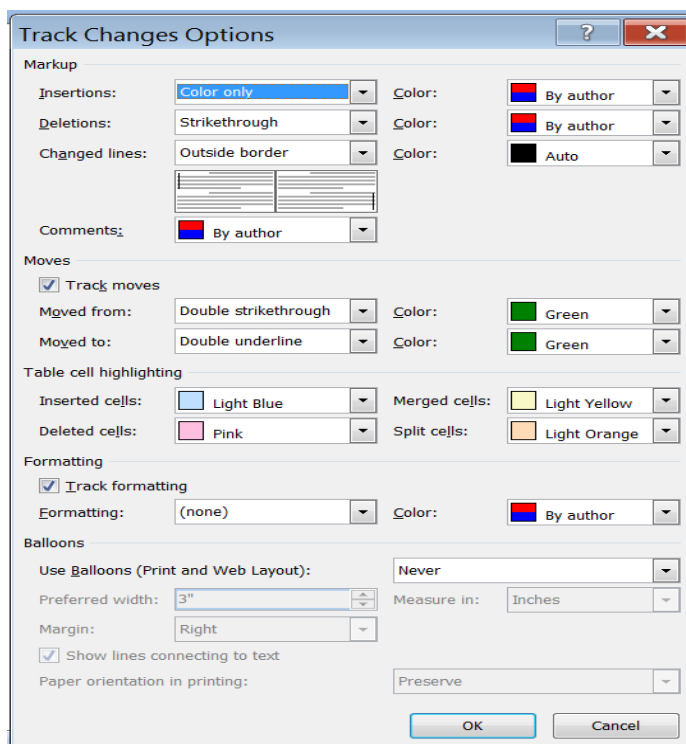 Track Changes Options ?
Markup
Insertions: Color only Color: By author
Deletions: Strikethrough Color: By author
Changed lines: Outside border Color: Auto
Comments: By author
Moves
Track moves
Moved from: Double strikethrough Color: Green
Moved to: Double underline Color: Green
Table cell highlighting
Inserted cells: Light Blue Merged cells: Light Yellow
Deleted cells: Pink Split cells: Light Orange
Formatting
Track formatting
Formatting: (none) Color: By author
Balloons
Use Balloons (Print and Web Layout): Never
Preferred width: 3" Measure in: Inches
Margin: Right
Show lines connecting to text
Paper orientation in printing: Preserve
OK Cancel